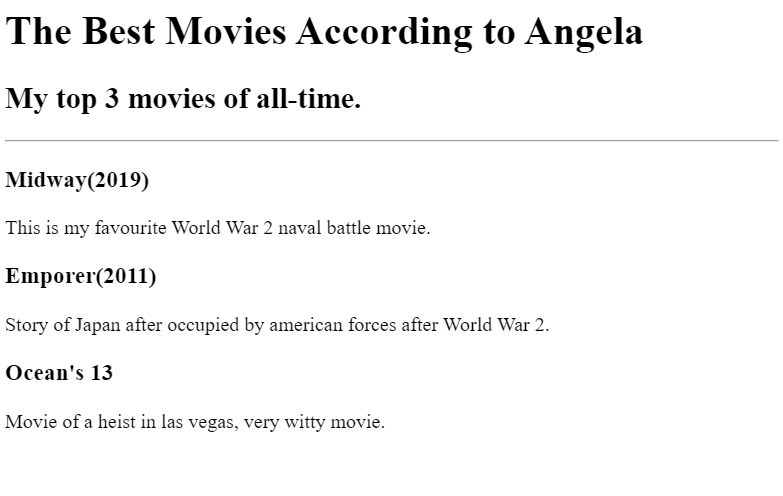 The Best Movies According to Angela
My top 3 movies of all-time.
Midway(2019)
This is my favourite World War 2 naval battle movie.
Emporer(2011)
Story of Japan after occupied by american forces after World War 2.
Ocean's 13
Movie of a heist in las vegas, very witty movie.